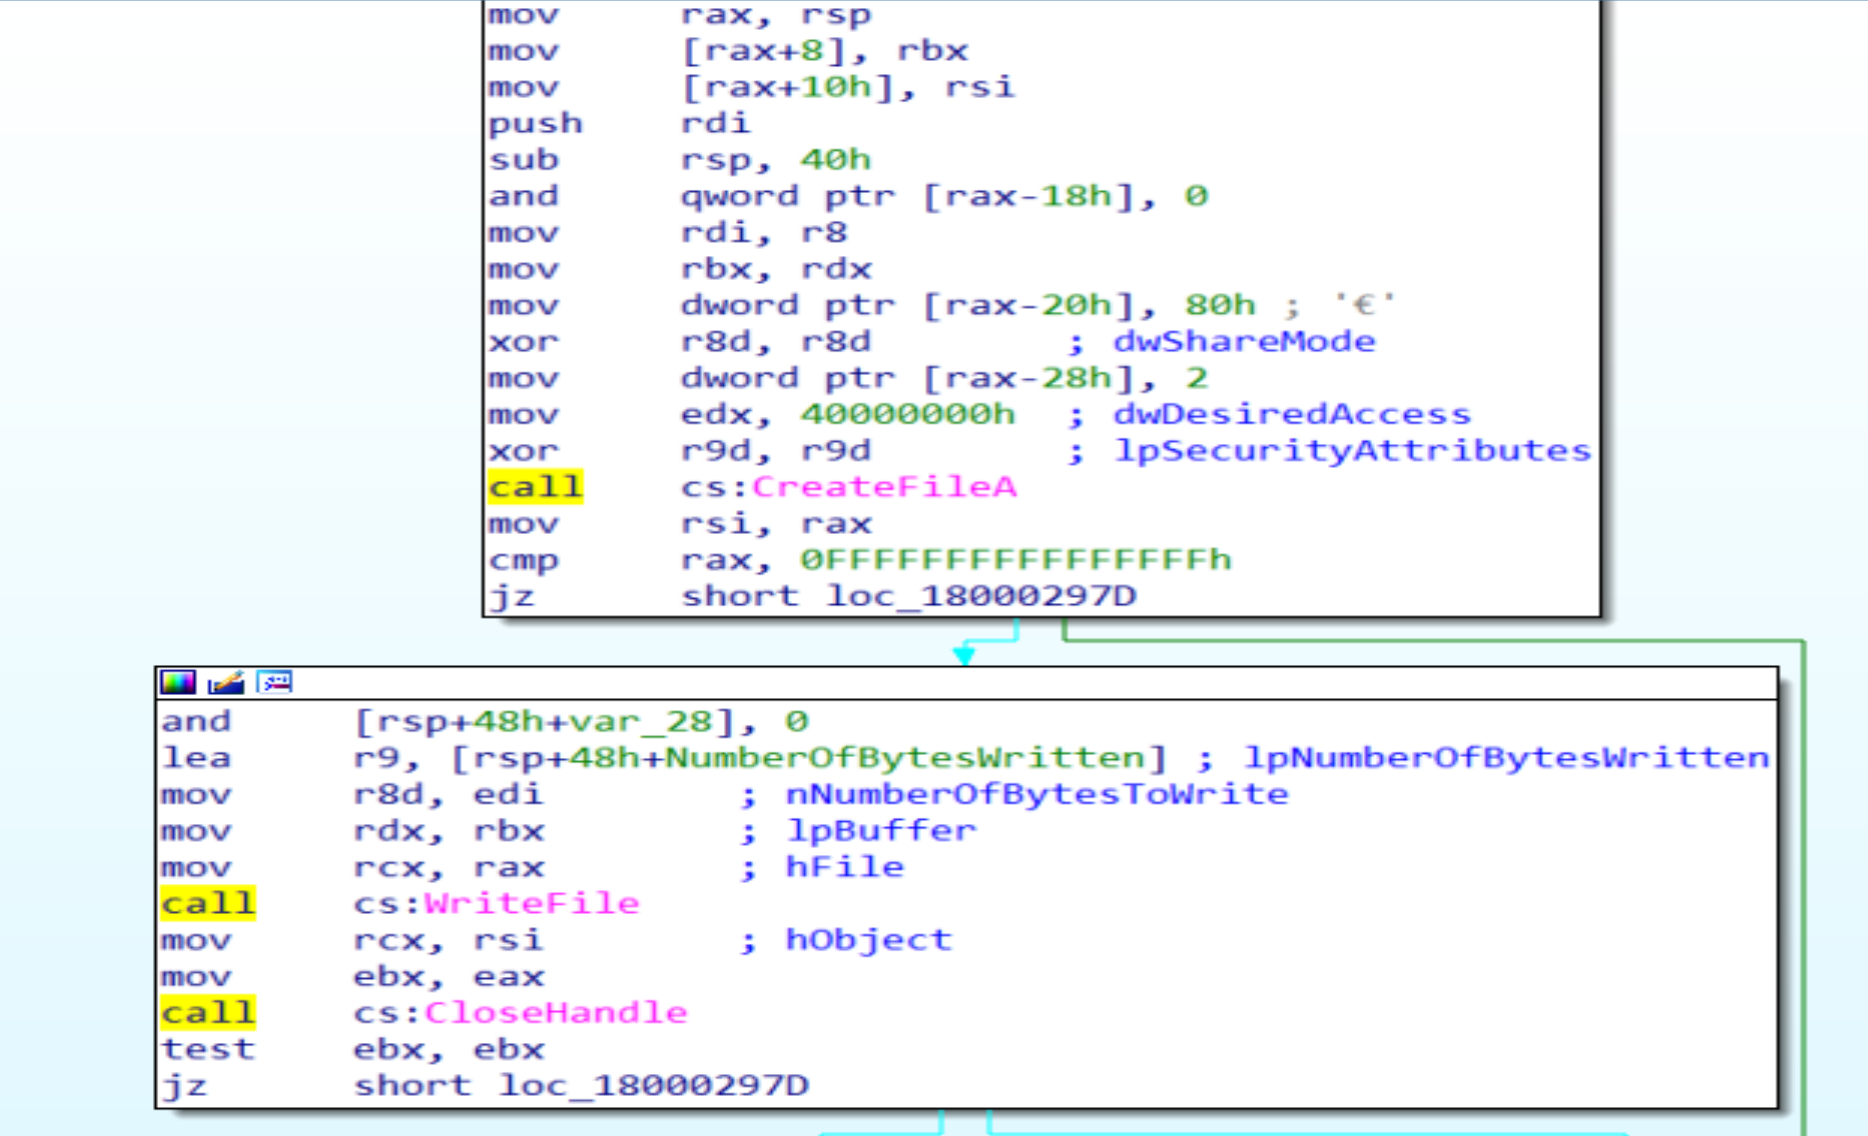 mov rax, rsp
mov [rax+8], rbx
mov [rax+10h], rsi
push rdi
sub rsp, 40h
and qword ptr [rax-18h], 0
mov rdi, r8
mov rbx, rdx
mov dword ptr [rax-20h], 80h ; '€'
xor r8d, r8d ; dwShareMode
mov dword ptr [rax-28h], 2
mov edx, 40000000h ; dwDesiredAccess
xor r9d, r9d ; lpSecurityAttributes
call cs:CreateFileA
mov rsi, rax
cmp rax, 0FFFFFFFFFFFFFFFFh
jz short loc_18000297D
and [rsp+48h+var_28], 0
lea r9, [rsp+48h+NumberOfBytesWritten] ; lpNumberOfBytesWritten
mov r8d, edi ; nNumberOfBytesToWrite
mov rdx, rbx ; lpBuffer
mov rcx, rax ; hFile
call cs:WriteFile
mov rcx, rsi ; hObject
mov ebx, eax
call cs:CloseHandle
test ebx, ebx
jz short loc_18000297D